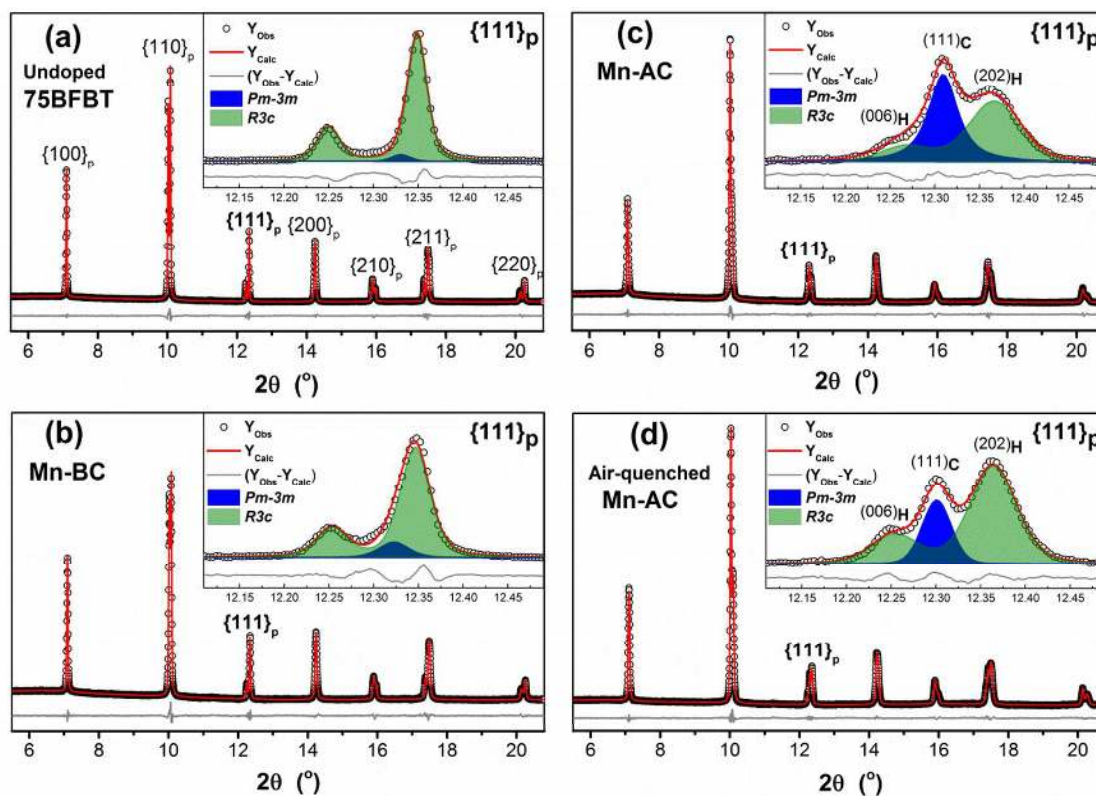 (a)
Undoped
75BFBT
{100}ₚ
{110}ₚ
{111}ₚ
{200}ₚ
{210}ₚ
{211}ₚ
{220}ₚ
Y_Obs
Y_Calc
(Y_Obs-Y_Calc)
Pm-3m
R3c
{111}ₚ
12.15 12.20 12.25 12.30 12.35 12.40 12.45
6 8 10 12 14 16 18 20
2θ (°)
(c)
Mn-AC
{111}ₚ
Y_Obs
Y_Calc
(Y_Obs-Y_Calc)
Pm-3m
R3c
(006)H
(111)C
(202)H
{111}ₚ
12.15 12.20 12.25 12.30 12.35 12.40 12.45
6 8 10 12 14 16 18 20
2θ (°)
(b)
Mn-BC
{111}ₚ
Y_Obs
Y_Calc
(Y_Obs-Y_Calc)
Pm-3m
R3c
{111}ₚ
12.15 12.20 12.25 12.30 12.35 12.40 12.45
6 8 10 12 14 16 18 20
2θ (°)
(d)
Air-quenched
Mn-AC
{111}ₚ
Y_Obs
Y_Calc
(Y_Obs-Y_Calc)
Pm-3m
R3c
(006)H
(111)C
(202)H
{111}ₚ
12.15 12.20 12.25 12.30 12.35 12.40 12.45
6 8 10 12 14 16 18 20
2θ (°)